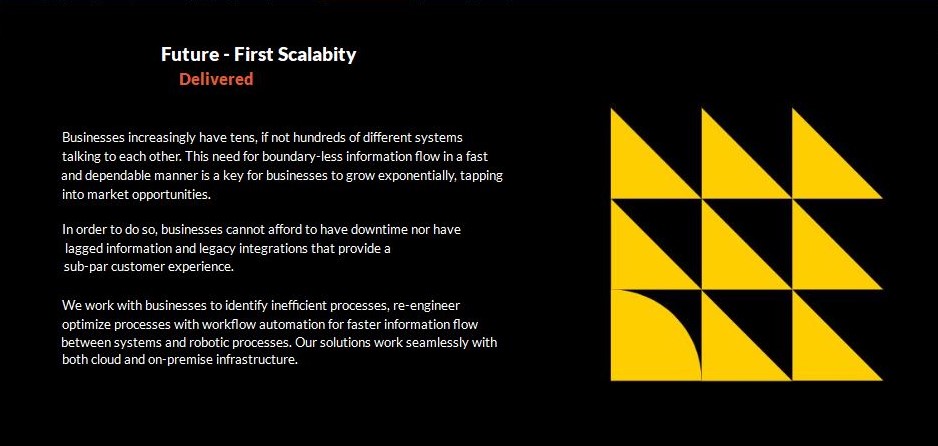 Future - First Scalabity
Delivered
Businesses increasingly have tens, if not hundreds of different systems
talking to each other. This need for boundary-less information flow in a fast
and dependable manner is a key for businesses to grow exponentially, tapping
into market opportunities.
In order to do so, businesses cannot afford to have downtime nor have
lagged information and legacy integrations that provide a
sub-par customer experience.
We work with businesses to identify inefficient processes, re-engineer
optimize processes with workflow automation for faster information flow
between systems and robotic processes. Our solutions work seamlessly with
both cloud and on-premise infrastructure.